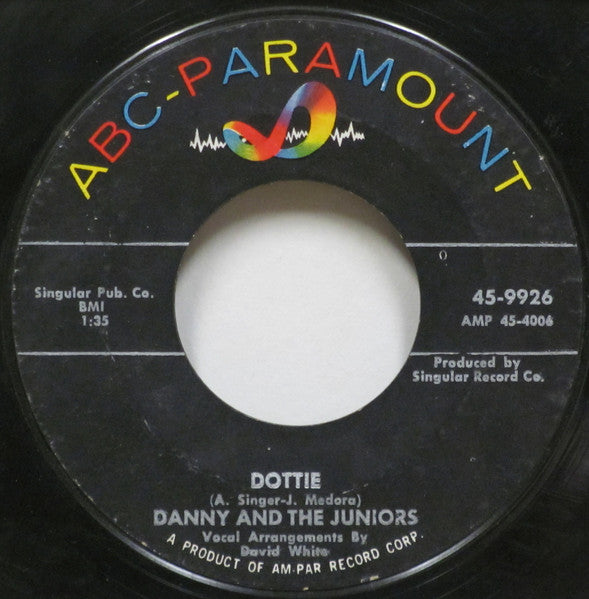 ABC-PARAMOUNT
Singular Pub. Co.
BMI
1:35
45-9926
AMP 45-4006
Produced by
Singular Record Co.
DOTTIE
(A. Singer-J. Medora)
DANNY AND THE JUNIORS
Vocal Arrangements By
David White
A PRODUCT OF AM-PAR RECORD CORP.